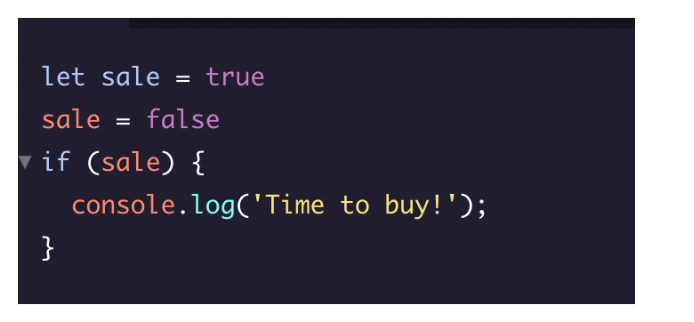 let sale = true
sale = false
if (sale) {
  console.log('Time to buy!');
}